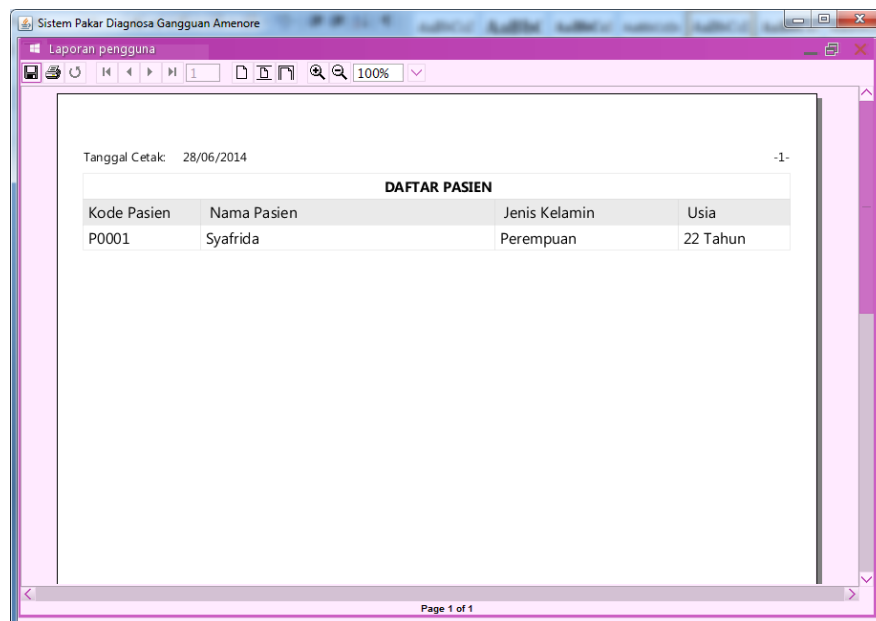 Sistem Pakar Diagnosa Gangguan Amenore
Laporan pengguna
1 100%
Tanggal Cetak: 28/06/2014 -1-
DAFTAR PASIEN
Kode Pasien Nama Pasien Jenis Kelamin Usia
P0001 Syafrida Perempuan 22 Tahun
Page 1 of 1